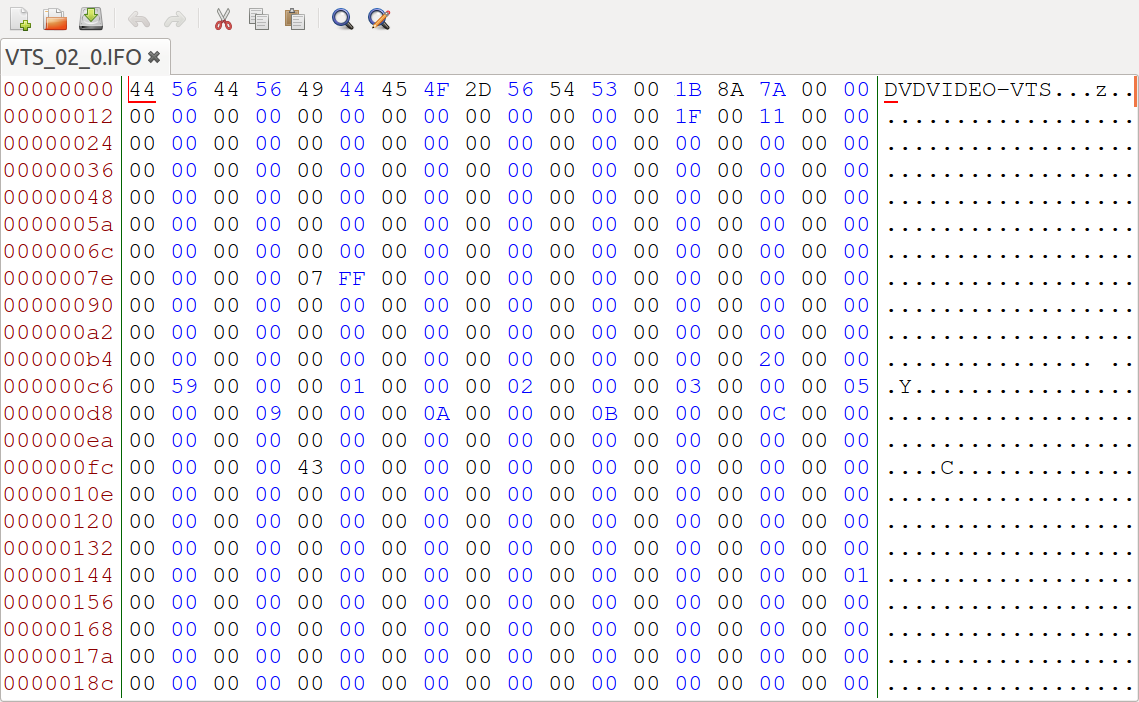 VTS_02_0.IFO ✖
00000000 44 56 44 56 49 44 45 4F 2D 56 54 53 00 1B 8A 7A 00 00 DVDVIDEO-VTS...z..
00000012 00 00 00 00 00 00 00 00 00 00 00 00 00 1F 00 11 00 00 ..................
00000024 00 00 00 00 00 00 00 00 00 00 00 00 00 00 00 00 00 00 ..................
00000036 00 00 00 00 00 00 00 00 00 00 00 00 00 00 00 00 00 00 ..................
00000048 00 00 00 00 00 00 00 00 00 00 00 00 00 00 00 00 00 00 ..................
0000005a 00 00 00 00 00 00 00 00 00 00 00 00 00 00 00 00 00 00 ..................
0000006c 00 00 00 00 00 00 00 00 00 00 00 00 00 00 00 00 00 00 ..................
0000007e 00 00 00 00 07 FF 00 00 00 00 00 00 00 00 00 00 00 00 ..................
00000090 00 00 00 00 00 00 00 00 00 00 00 00 00 00 00 00 00 00 ..................
000000a2 00 00 00 00 00 00 00 00 00 00 00 00 00 00 00 00 00 00 ..................
000000b4 00 00 00 00 00 00 00 00 00 00 00 00 00 00 00 20 00 00 ............... ..
000000c6 00 59 00 00 00 01 00 00 00 02 00 00 00 03 00 00 00 05 .Y................
000000d8 00 00 00 09 00 00 00 0A 00 00 00 0B 00 00 00 0C 00 00 ..................
000000ea 00 00 00 00 00 00 00 00 00 00 00 00 00 00 00 00 00 00 ..................
000000fc 00 00 00 00 43 00 00 00 00 00 00 00 00 00 00 00 00 00 ....C.............
0000010e 00 00 00 00 00 00 00 00 00 00 00 00 00 00 00 00 00 00 ..................
00000120 00 00 00 00 00 00 00 00 00 00 00 00 00 00 00 00 00 00 ..................
00000132 00 00 00 00 00 00 00 00 00 00 00 00 00 00 00 00 00 00 ..................
00000144 00 00 00 00 00 00 00 00 00 00 00 00 00 00 00 00 00 01 ..................
00000156 00 00 00 00 00 00 00 00 00 00 00 00 00 00 00 00 00 00 ..................
00000168 00 00 00 00 00 00 00 00 00 00 00 00 00 00 00 00 00 00 ..................
0000017a 00 00 00 00 00 00 00 00 00 00 00 00 00 00 00 00 00 00 ..................
0000018c 00 00 00 00 00 00 00 00 00 00 00 00 00 00 00 00 00 00 ..................